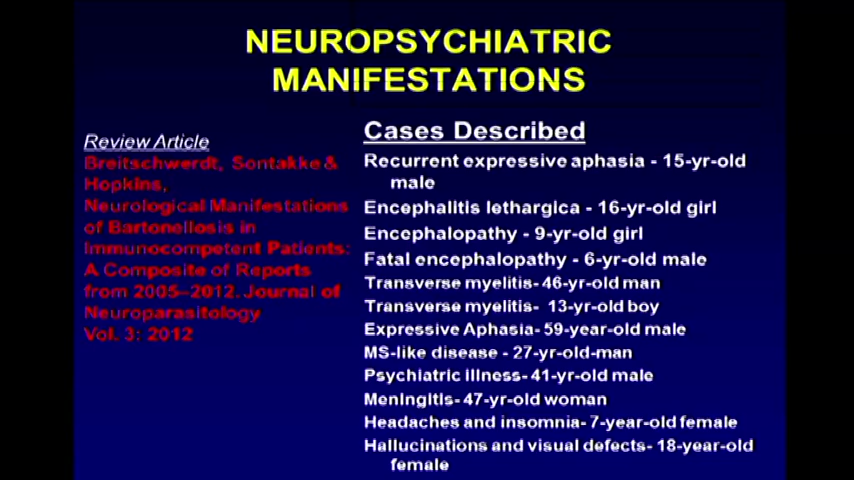 NEUROPSYCHIATRIC
MANIFESTATIONS
Review Article
Breitschwerdt, Sontakke &
Hopkins,
Neurological Manifestations
of Bartonellosis in
Immunocompetent Patients:
A Composite of Reports
from 2005–2012. Journal of
Neuroparasitology
Vol. 3: 2012
Cases Described
Recurrent expressive aphasia - 15-yr-old
male
Encephalitis lethargica - 16-yr-old girl
Encephalopathy - 9-yr-old girl
Fatal encephalopathy - 6-yr-old male
Transverse myelitis- 46-yr-old man
Transverse myelitis- 13-yr-old boy
Expressive Aphasia- 59-year-old male
MS-like disease - 27-yr-old-man
Psychiatric illness- 41-yr-old male
Meningitis- 47-yr-old woman
Headaches and insomnia- 7-year-old female
Hallucinations and visual defects- 18-year-old
female